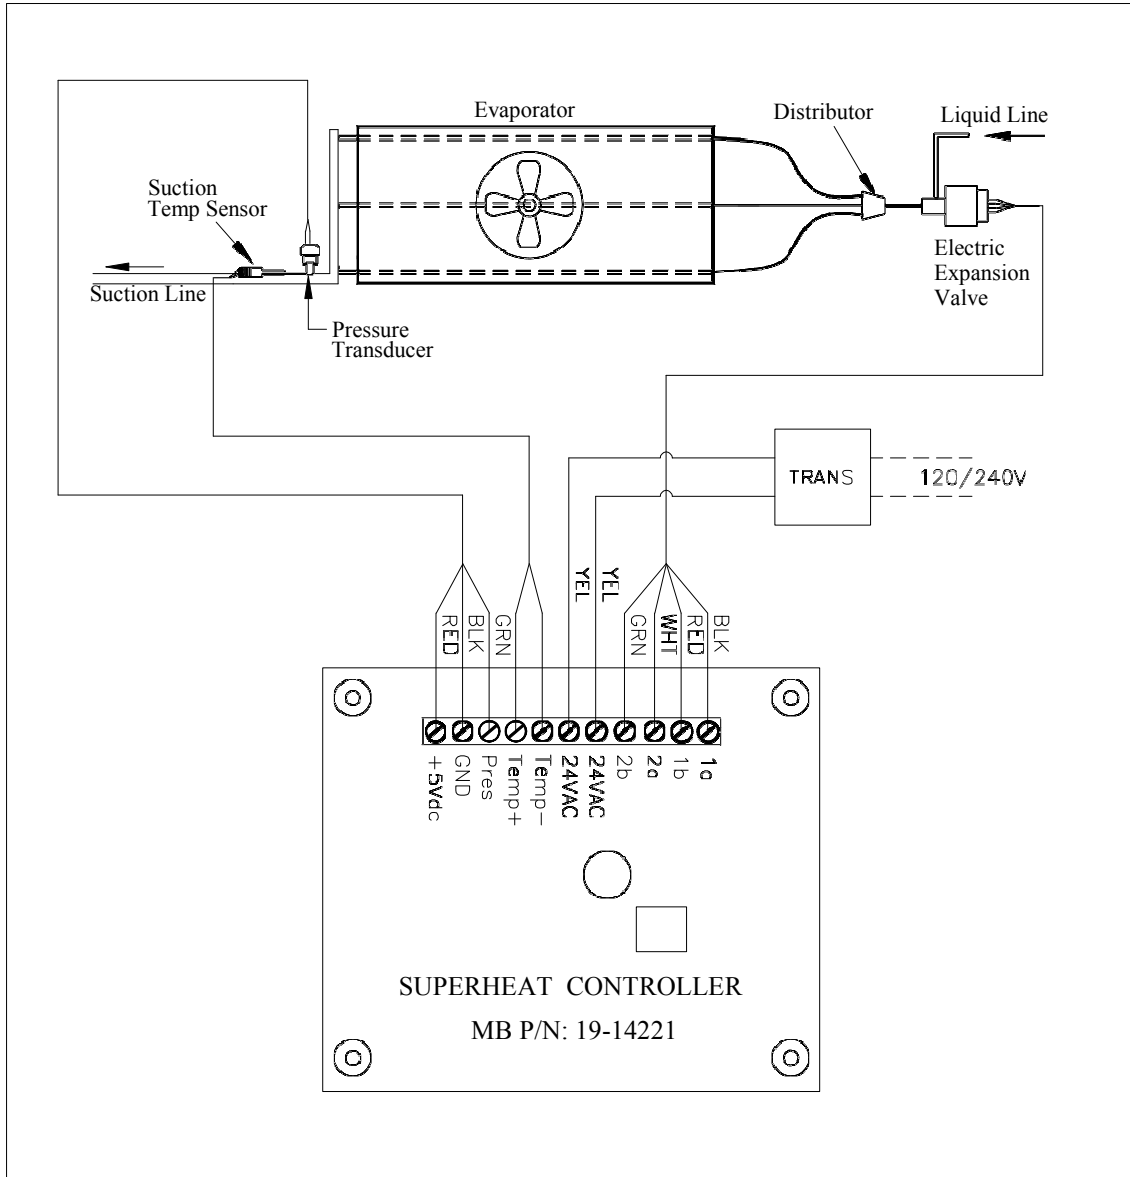 Evaporator
Distributor
Liquid Line
Suction
Temp Sensor
Electric
Expansion
Valve
Suction Line
Pressure
Transducer
TRANS
120/240V
YEL
YEL
RED
BLK
GRN
GRN
WHT
RED
BLK
+5Vdc
GND
Pres
Temp+
Temp-
24VAC
24VAC
2b
2a
1b
1a
SUPERHEAT CONTROLLER
MB P/N: 19-14221